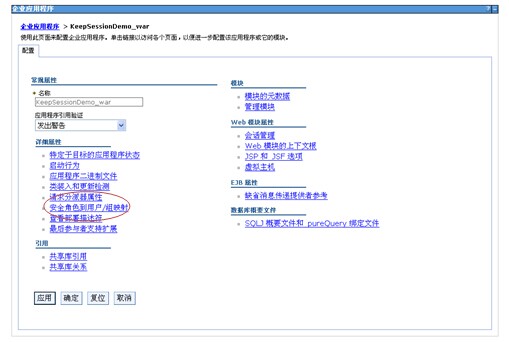 企业应用程序
企业应用程序 > KeepSessionDemo_war
使用此页面来配置企业应用程序。单击链接以访问各个页面，以便进一步配置该应用程序或它的模块。
配置
常规属性
* 名称
KeepSessionDemo_war
应用程序引用验证
发出警告
详细属性
特定于目标的应用程序状态
启动行为
应用程序二进制文件
类装入和更新检测
请求分派器属性
安全角色到用户/组映射
查看部署描述符
最后参与者支持扩展
引用
共享库引用
共享库关系
模块
模块的元数据
管理模块
Web 模块属性
会话管理
Web 模块的上下文根
JSP 和 JSF 选项
虚拟主机
EJB 属性
缺省消息传递提供者参考
数据库概要文件
SQLJ 概要文件和 pureQuery 绑定文件
应用 确定 复位 取消